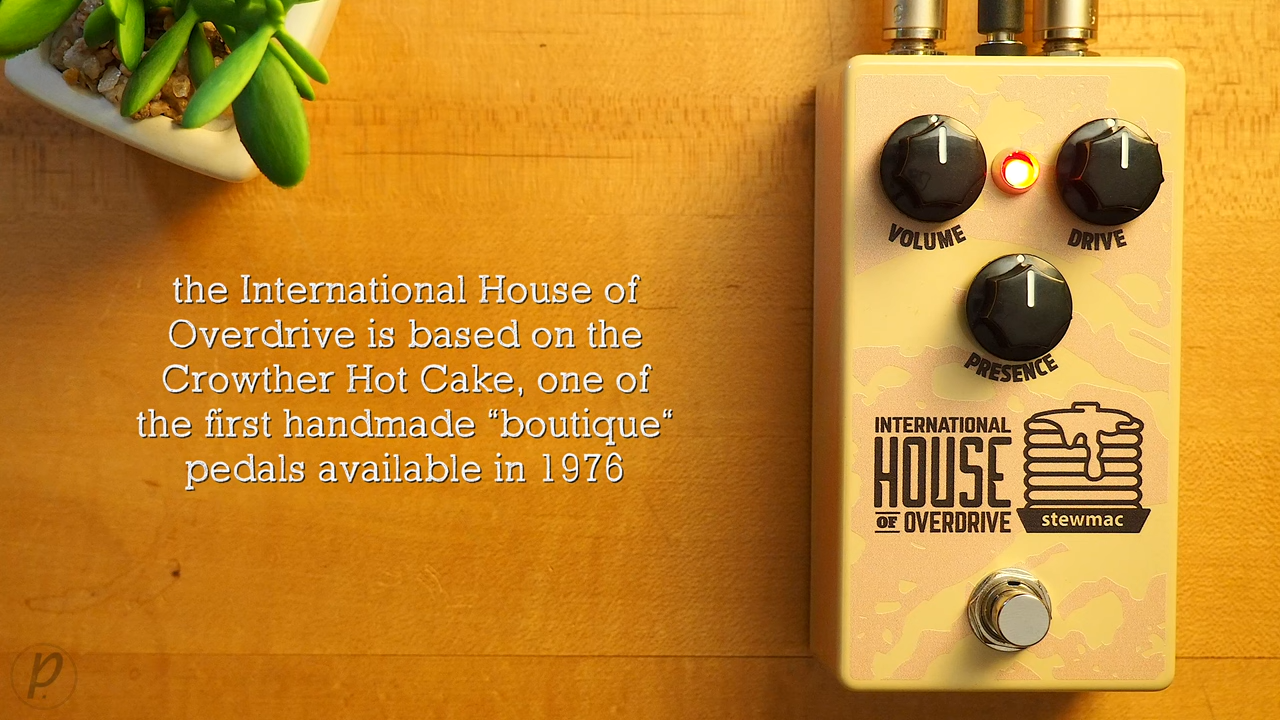 the International House of
Overdrive is based on the
Crowther Hot Cake, one of
the first handmade “boutique“
pedals available in 1976
VOLUME
DRIVE
PRESENCE
INTERNATIONAL
HOUSE
OF OVERDRIVE
stewmac
p